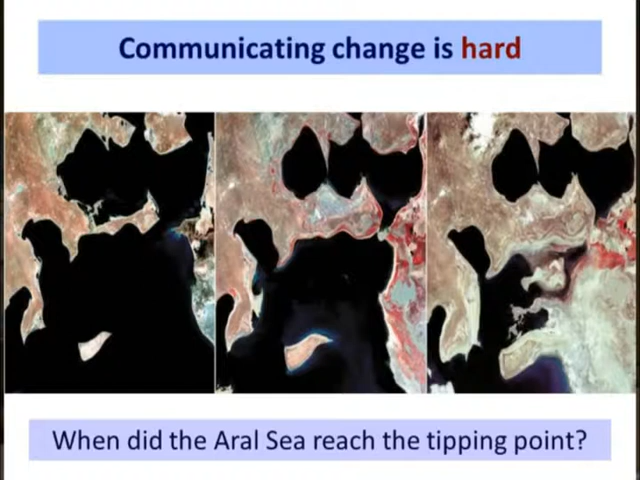 Communicating change is hard
When did the Aral Sea reach the tipping point?